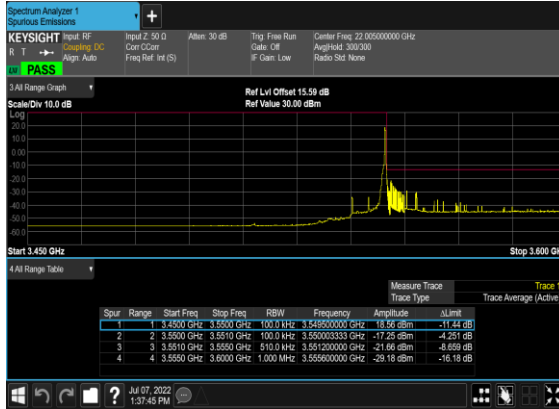 Spectrum Analyzer 1
Spurious Emissions
+
KEYSIGHT Input: RF Input Z: 50 Ω Atten: 30 dB Trig: Free Run Center Freq: 22.005000000 GHz
R T Coupling: DC Corr CCorr Gate: Off Avg|Hold: 300/300
Align: Auto Freq Ref: Int (S) IF Gain: Low Radio Std: None
PASS
3 All Range Graph
Ref Lvl Offset 15.59 dB
Scale/Div 10.0 dB Ref Value 30.00 dBm
Log
20.0
10.0
0.00
-10.0
-20.0
-30.0
-40.0
-50.0
-60.0
Start 3.450 GHz Stop 3.600 GH
4 All Range Table
Measure Trace Trace 1
Trace Type Trace Average (Active
Spur Range Start Freq Stop Freq RBW Frequency Amplitude ΔLimit
1 1 3.4500 GHz 3.5500 GHz 100.0 kHz 3.549500000 GHz 18.56 dBm -11.44 dB
2 2 3.5500 GHz 3.5510 GHz 100.0 kHz 3.550003333 GHz -17.25 dBm -4.251 dB
3 3 3.5510 GHz 3.5550 GHz 510.0 kHz 3.551200000 GHz -21.66 dBm -8.659 dB
4 4 3.5550 GHz 3.6000 GHz 1.000 MHz 3.555600000 GHz -29.18 dBm -16.18 dB
?
Jul 07, 2022
1:37:45 PM